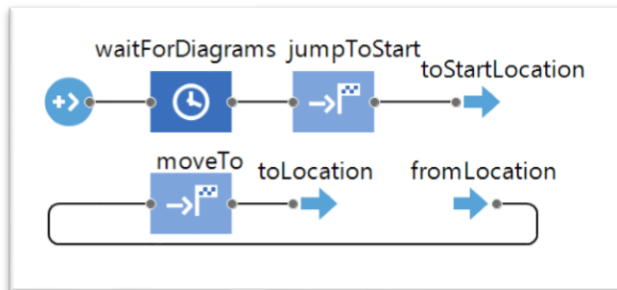 waitForDiagrams jumpToStart
toStartLocation
moveTo toLocation fromLocation